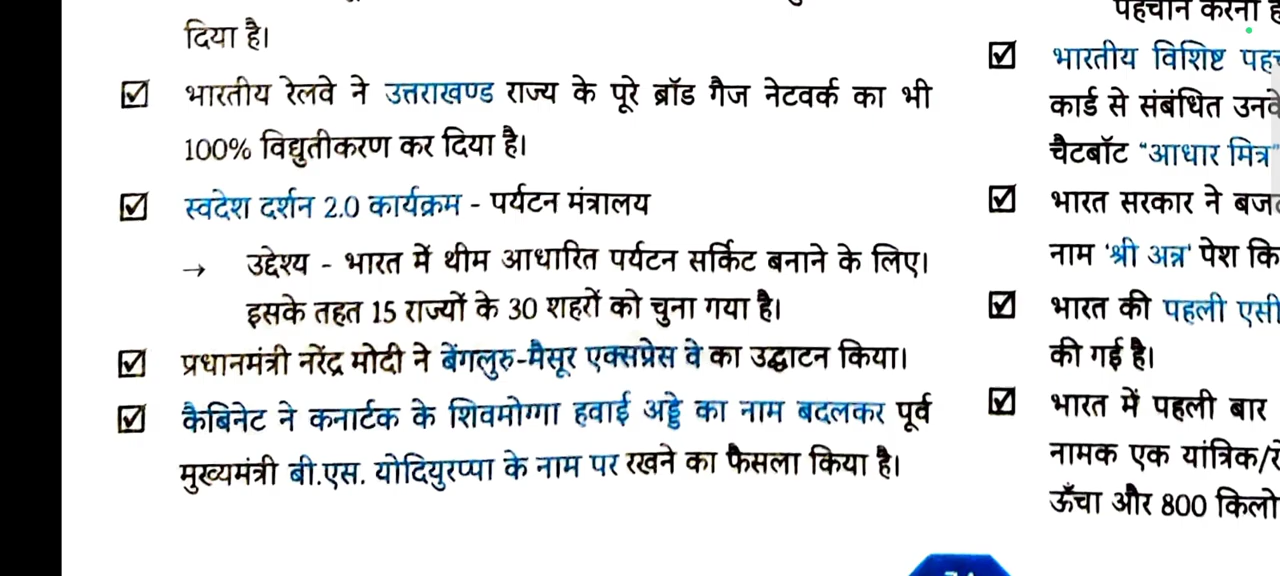 दिया है।
भारतीय रेलवे ने उत्तराखण्ड राज्य के पूरे ब्रॉड गैज नेटवर्क का भी
100% विद्युतीकरण कर दिया है।
स्वदेश दर्शन 2.0 कार्यक्रम - पर्यटन मंत्रालय
→ उद्देश्य - भारत में थीम आधारित पर्यटन सर्किट बनाने के लिए।
इसके तहत 15 राज्यों के 30 शहरों को चुना गया है।
प्रधानमंत्री नरेंद्र मोदी ने बेंगलुरु-मैसूर एक्सप्रेस वे का उद्घाटन किया।
कैबिनेट ने कनार्टक के शिवमोग्गा हवाई अड्डे का नाम बदलकर पूर्व
मुख्यमंत्री बी.एस. योदियुरप्पा के नाम पर रखने का फैसला किया है।
पहचान करना
भारतीय विशिष्ट
कार्ड से संबंधित
चैटबॉट "आधार मित्र"
भारत सरकार ने
नाम 'श्री अन्न' पेश
भारत की पहली एसी
की गई है।
भारत में पहली बार
नामक एक यांत्रिक/
ऊँचा और 800